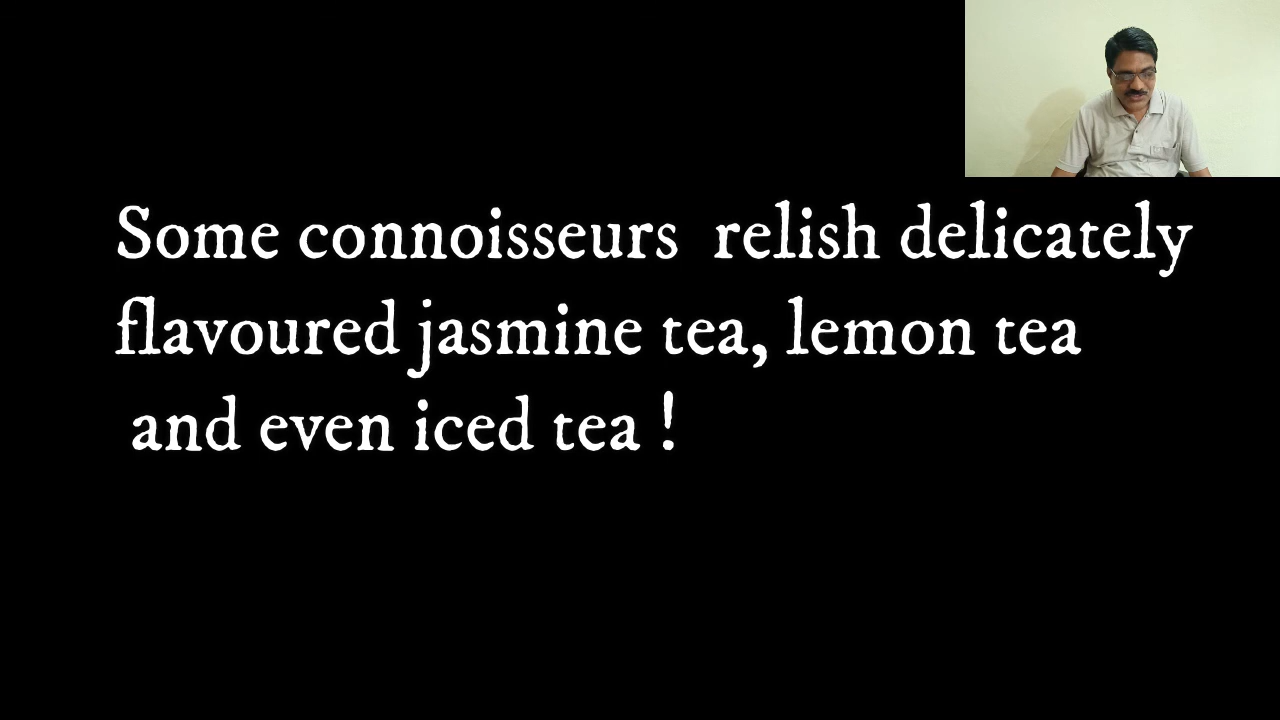 Some connoisseurs  relish delicately
flavoured jasmine tea, lemon tea
and even iced tea !